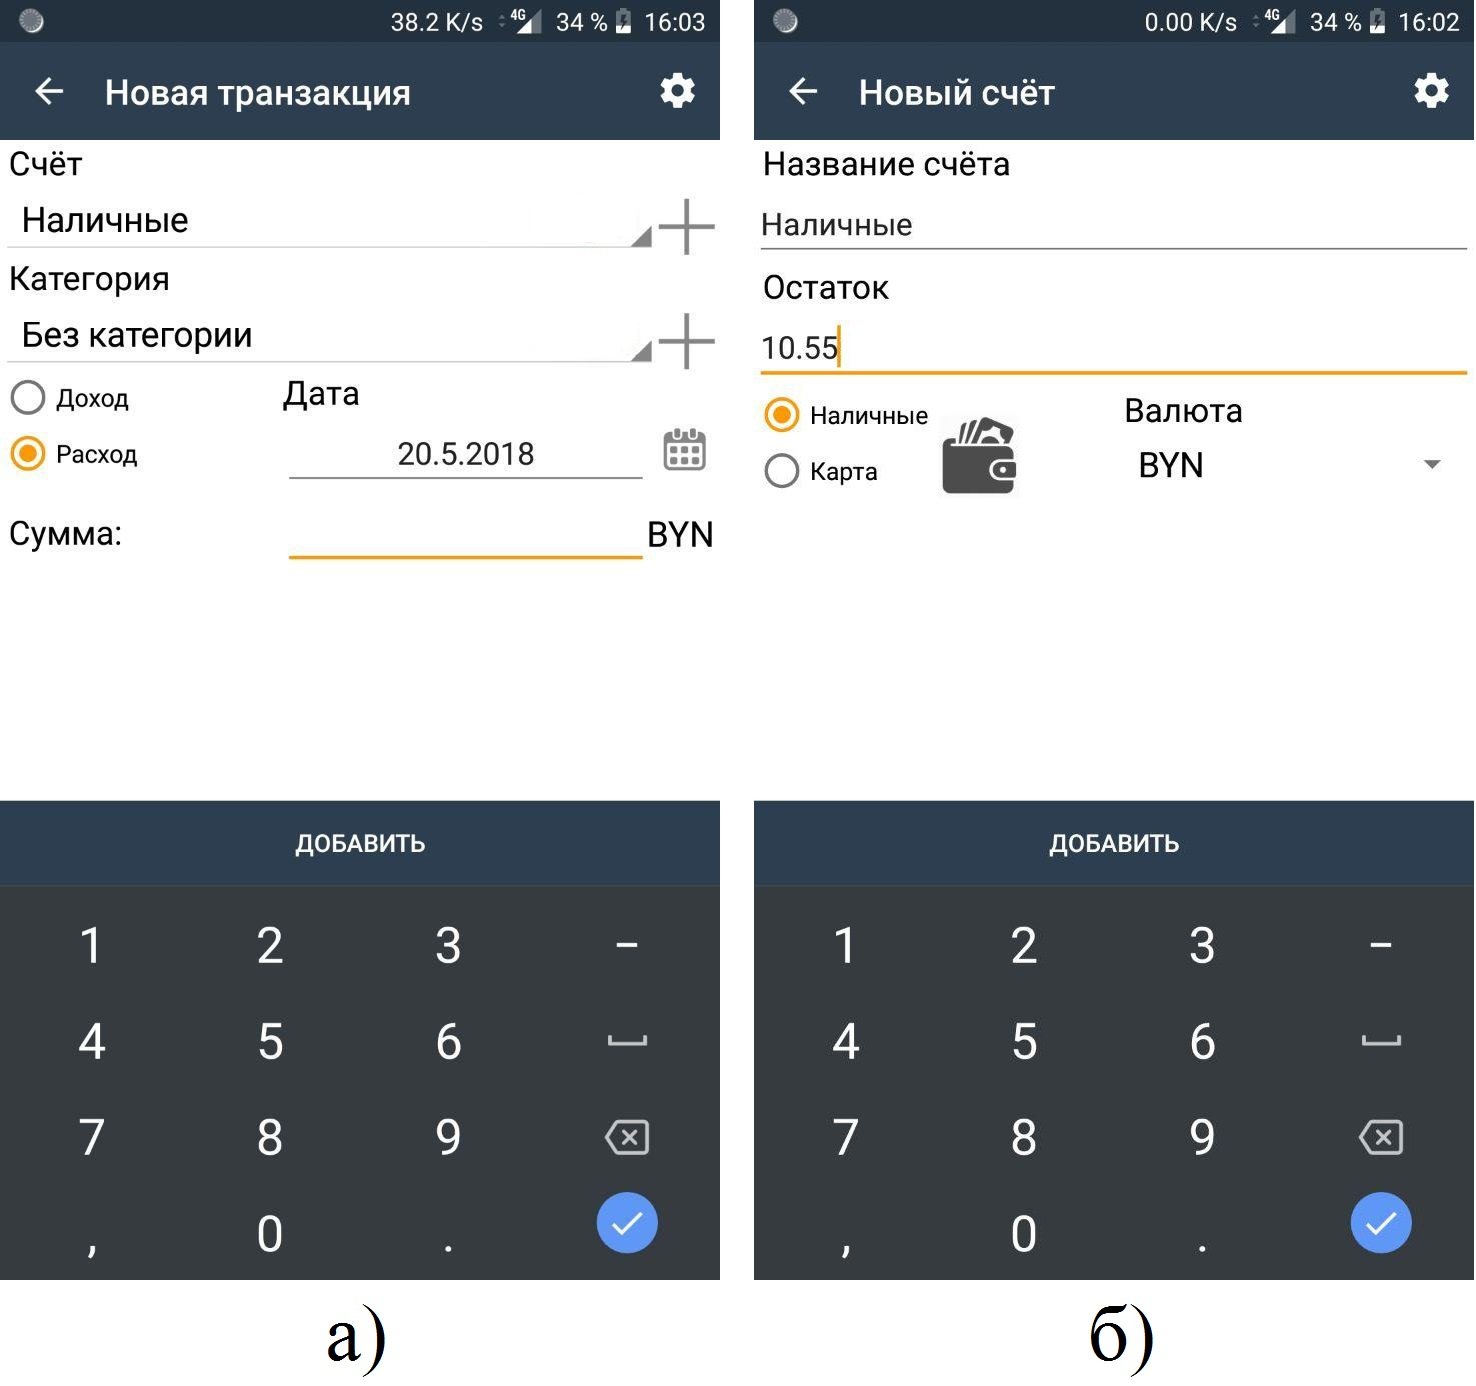 38.2 K/s 4G 34 % 16:03
Новая транзакция
Счёт
Наличные
Категория
Без категории
Доход
Дата
Расход
20.5.2018
Сумма:
BYN
ДОБАВИТЬ
1 2 3 –
4 5 6
7 8 9
, 0 .
а)
0.00 K/s 4G 34 % 16:02
Новый счёт
Название счёта
Наличные
Остаток
10.55
Наличные
Валюта
Карта
BYN
ДОБАВИТЬ
1 2 3 –
4 5 6
7 8 9
, 0 .
б)